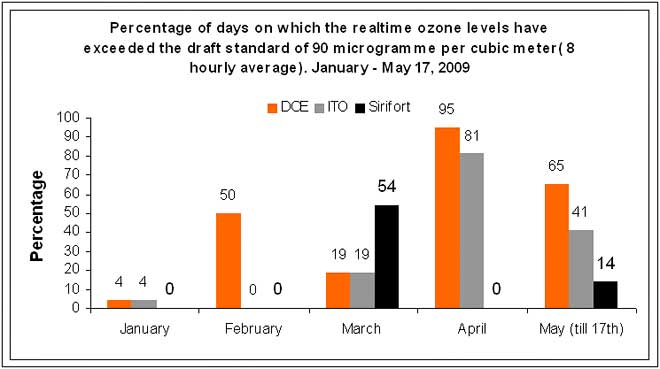 Percentage of days on which the realtime ozone levels have
exceeded the draft standard of 90 microgramme per cubic meter( 8
hourly average). January - May 17, 2009
DCE ITO Sirifort
Percentage
100
90
80
70
60
50
40
30
20
10
0
4 4 0
50 0 0
19 19 54
95 81 0
65 41 14
January February March April May (till 17th)